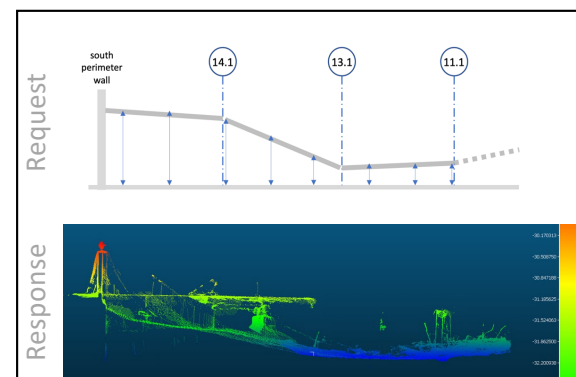 south
perimeter
wall
14.1
13.1
11.1
Request
Response
-30.170313
-30.508750
-30.847188
-31.185625
-31.524063
-31.862500
-32.200938